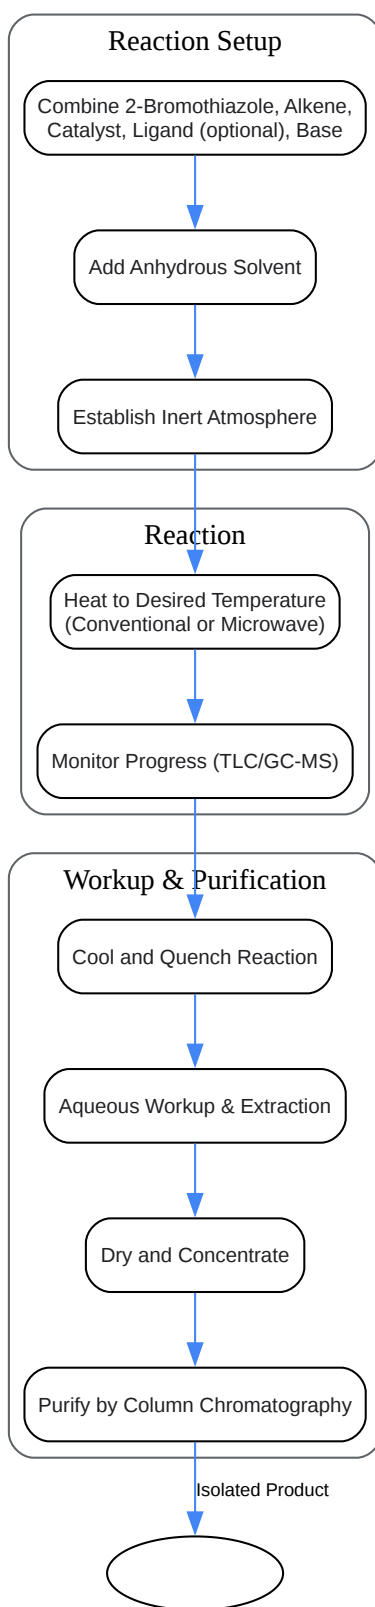 Reaction Setup
Combine 2-Bromothiazole, Alkene,
Catalyst, Ligand (optional), Base
Add Anhydrous Solvent
Establish Inert Atmosphere
Reaction
Heat to Desired Temperature
(Conventional or Microwave)
Monitor Progress (TLC/GC-MS)
Workup & Purification
Cool and Quench Reaction
Aqueous Workup & Extraction
Dry and Concentrate
Purify by Column Chromatography
Isolated Product